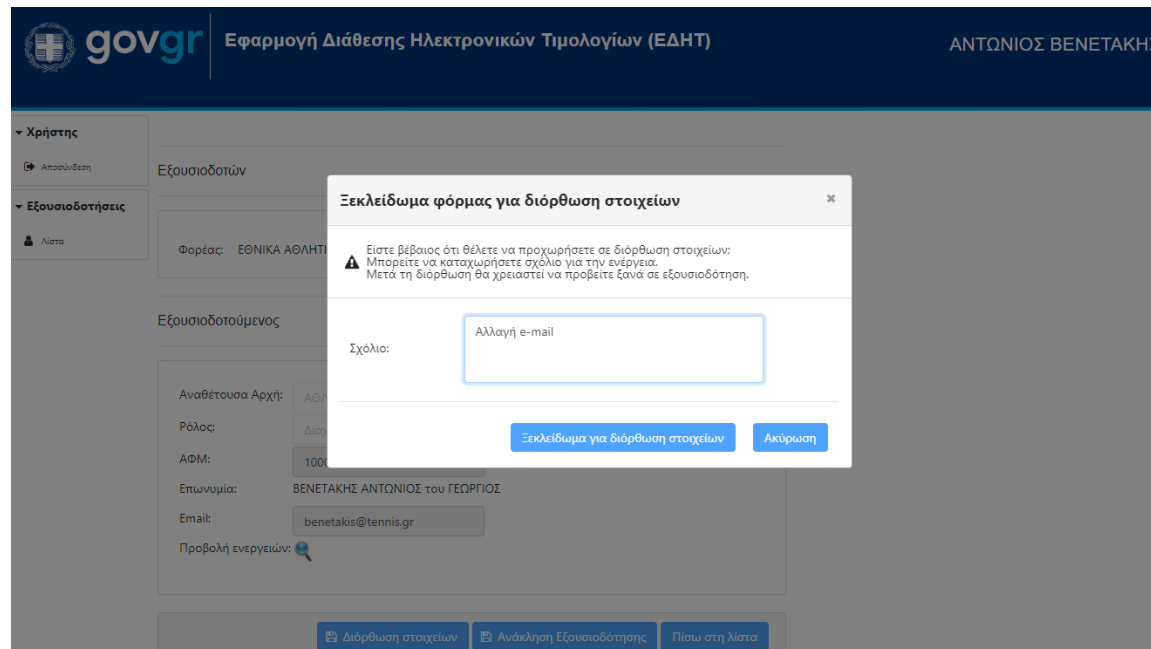 govgr
Εφαρμογή Διάθεσης Ηλεκτρονικών Τιμολογίων (ΕΔΗΤ)
ΑΝΤΩΝΙΟΣ ΒΕΝΕΤΑΚΗΣ
Χρήστης
Αποσύνδεση
Εξουσιοδοτήσεις
Λίστα
Εξουσιοδοτών
Φορέας: ΕΘΝΙΚΑ
Ξεκλείδωμα φόρμας για διόρθωση στοιχείων
Είστε βέβαιος ότι θέλετε να προχωρήσετε σε διόρθωση στοιχείων;
Μπορείτε να καταχωρήσετε σχόλιο για την ενέργεια.
Μετά τη διόρθωση θα χρειαστεί να προβείτε ξανά σε εξουσιοδότηση.
Σχόλιο:
Αλλαγή e-mail
Ξεκλείδωμα για διόρθωση στοιχείων
Ακύρωση
Εξουσιοδοτούμενος
Αναθέτουσα Αρχή:
Ρόλος:
ΑΦΜ:
Επωνυμία: ΒΕΝΕΤΑΚΗΣ ΑΝΤΩΝΙΟΣ του ΓΕΩΡΓΙΟΣ
Email: benetakis@tennis.gr
Προβολή ενεργειών:
Διόρθωση στοιχείων
Ανάκληση Εξουσιοδότησης
Πίσω στη λίστα